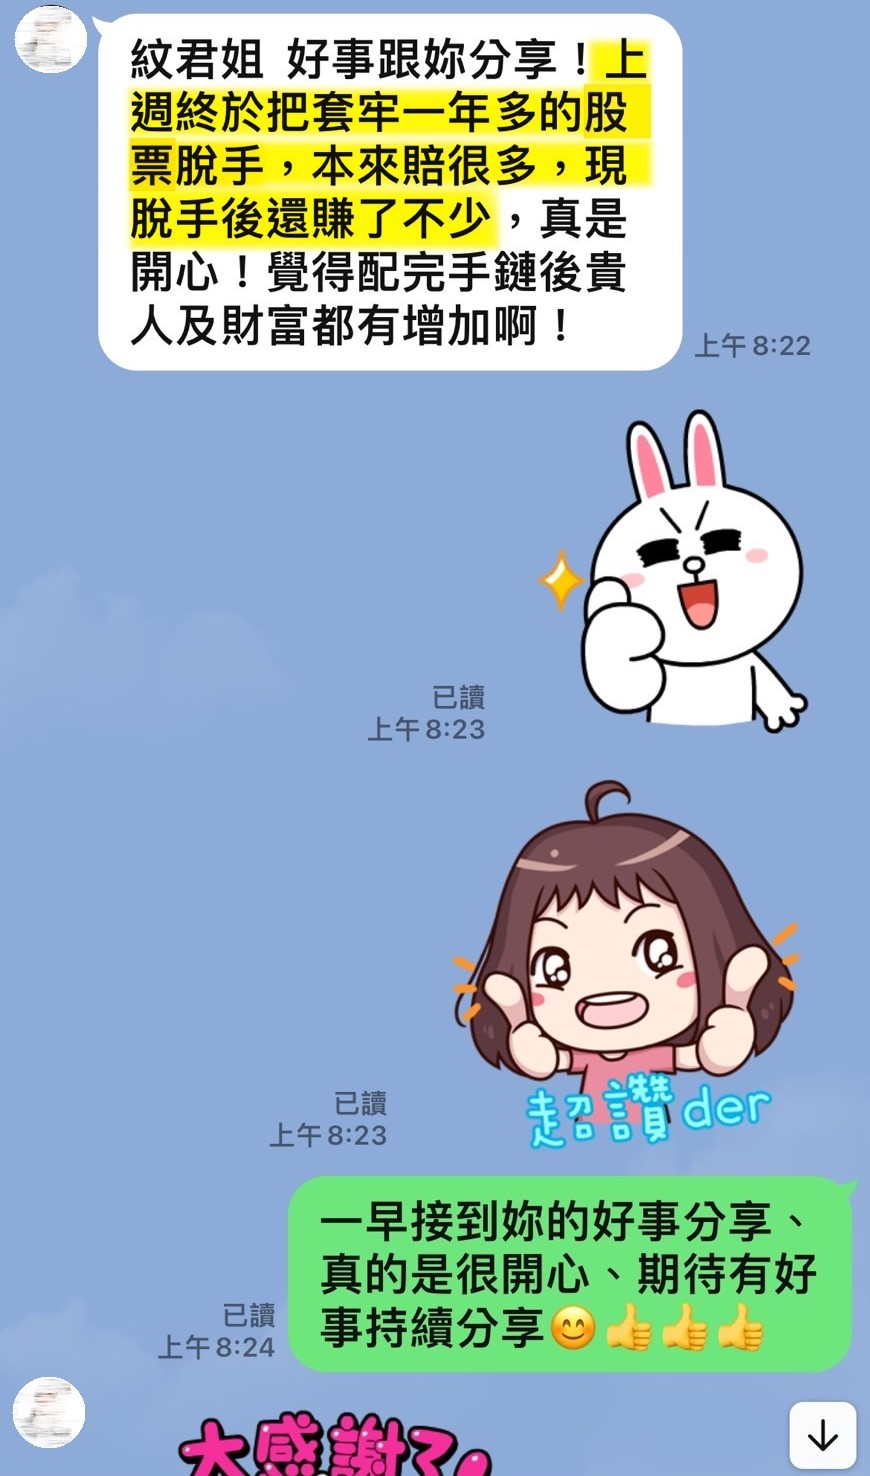 紋君姐 好事跟妳分享！上
週終於把套牢一年多的股
票脫手，本來賠很多，現
脫手後還賺了不少，真是
開心！覺得配完手鏈後貴
人及財富都有增加啊！
上午8:22
已讀
上午8:23
超讚der
已讀
上午8:23
一早接到妳的好事分享、
真的是很開心、期待有好
事持續分享😊👍👍👍
已讀
上午8:24
大感謝了!